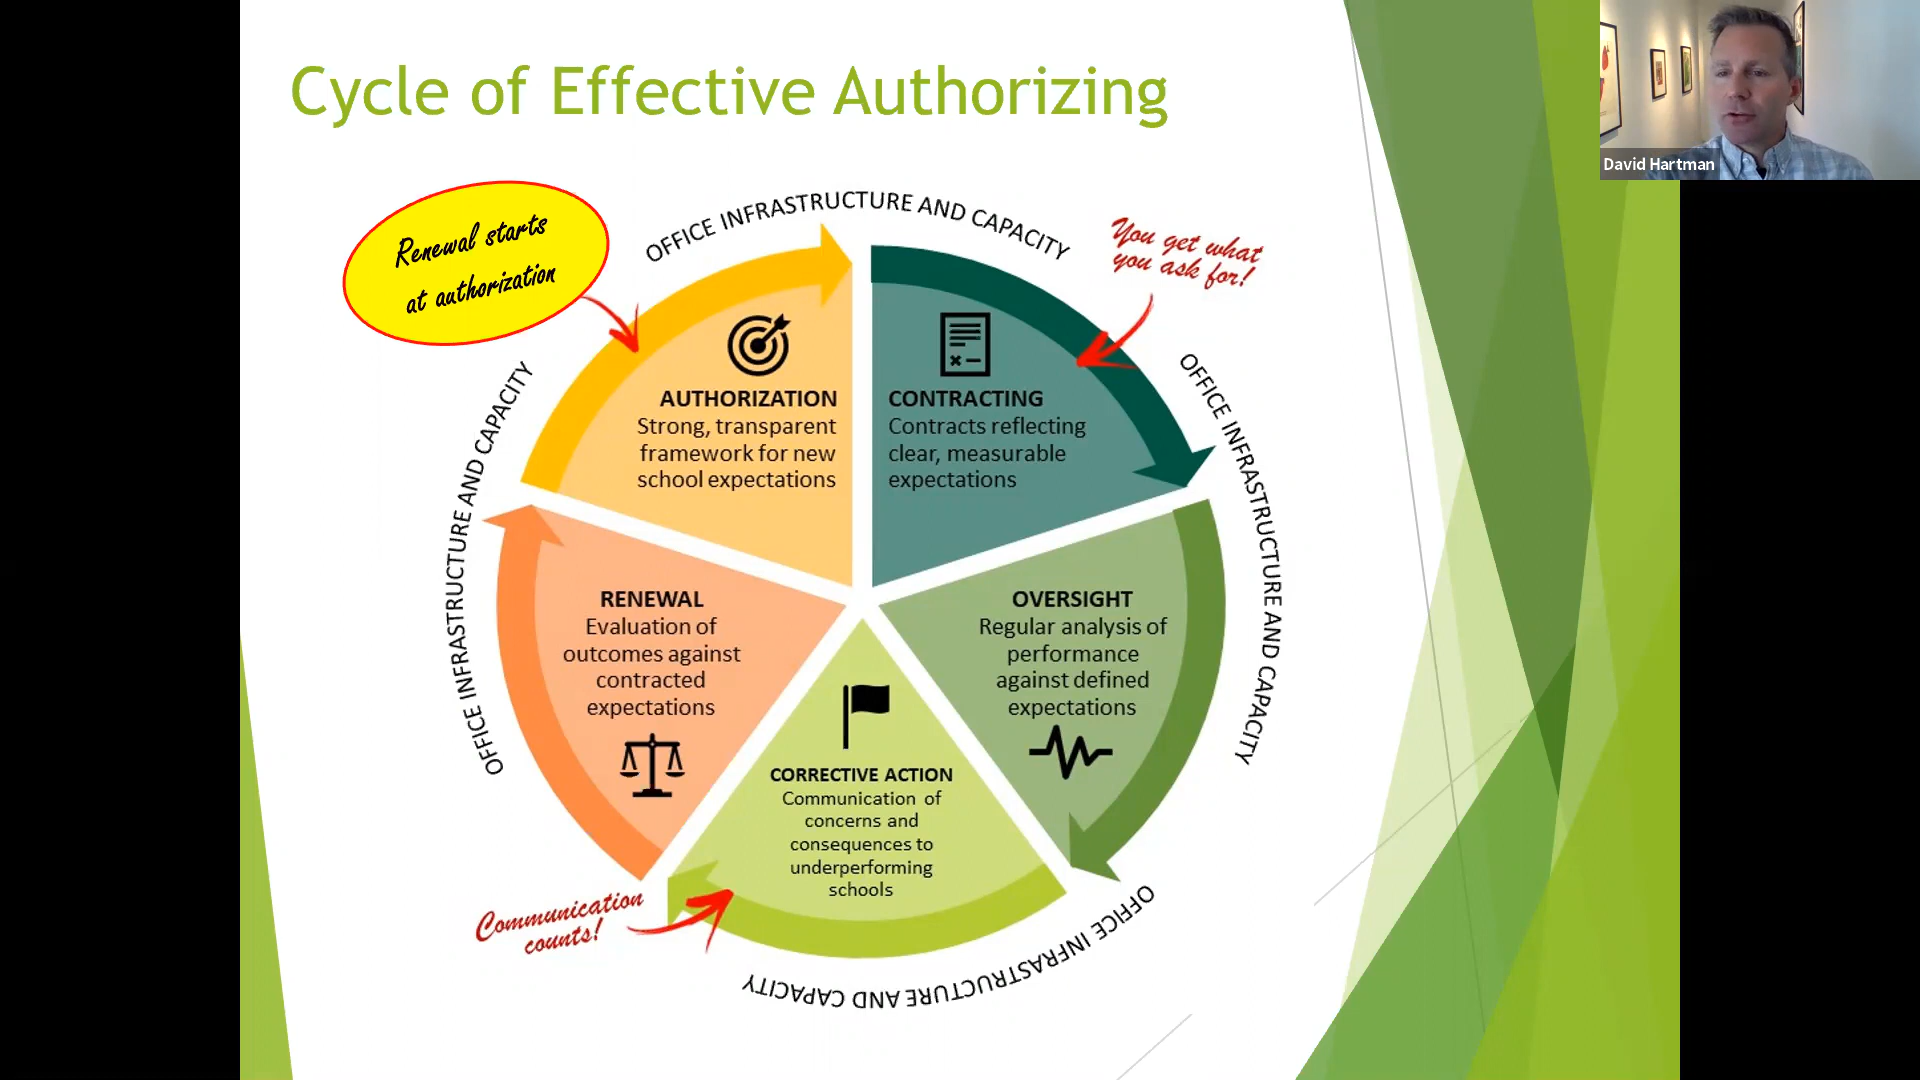 Cycle of Effective Authorizing
David Hartman
Renewal starts
at authorization
OFFICE INFRASTRUCTURE AND CAPACITY
You get what
you ask for!
AUTHORIZATION
Strong, transparent
framework for new
school expectations
CONTRACTING
Contracts reflecting
clear, measurable
expectations
OFFICE INFRASTRUCTURE AND CAPACITY
OFFICE INFRASTRUCTURE AND CAPACITY
RENEWAL
Evaluation of
outcomes against
contracted
expectations
OVERSIGHT
Regular analysis of
performance
against defined
expectations
CORRECTIVE ACTION
Communication of
concerns and
consequences to
underperforming
schools
Communication
counts!
OFFICE INFRASTRUCTURE AND CAPACITY